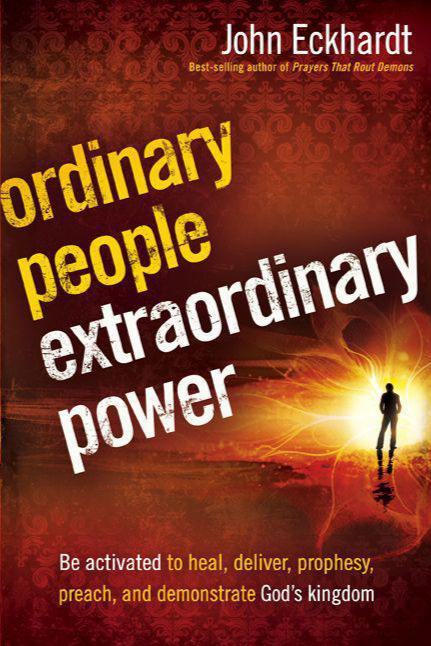 John Eckhardt
Best-selling author of Prayers That Rout Demons
ordinary
people
extraordinary
power
Be activated to heal, deliver, prophesy,
preach, and demonstrate God's kingdom